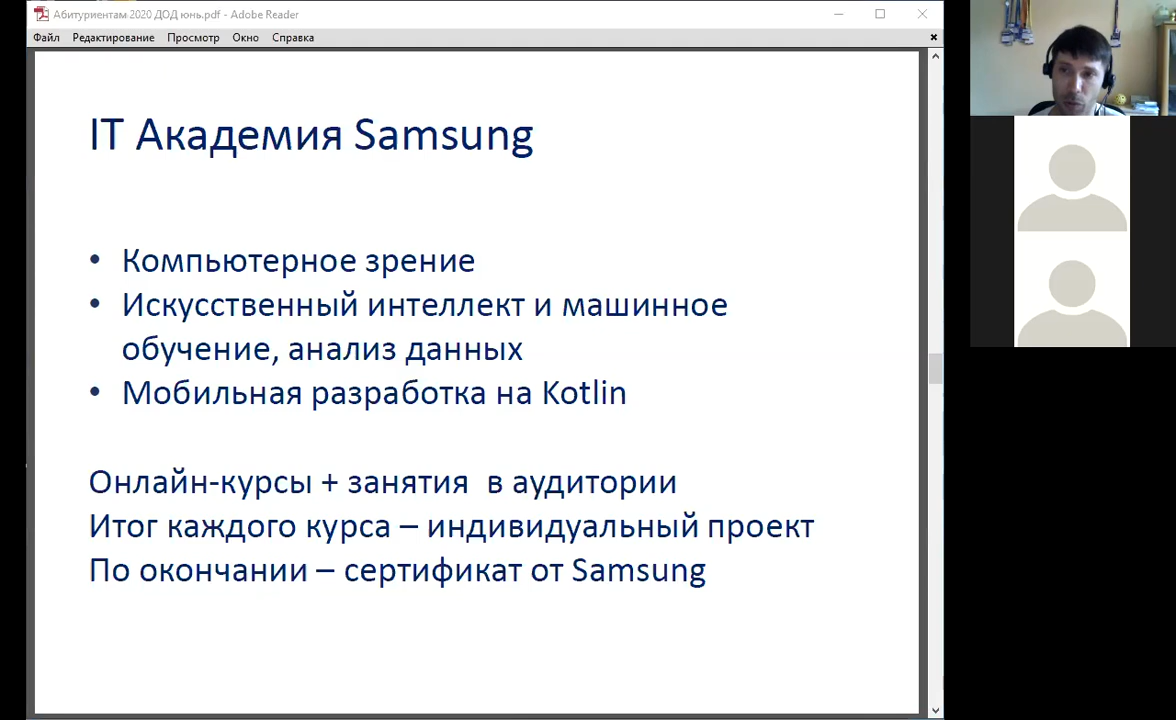 Абитуриентам 2020 ДОД юнь.pdf - Adobe Reader
Файл Редактирование Просмотр Окно Справка
IT Академия Samsung
• Компьютерное зрение
• Искусственный интеллект и машинное
обучение, анализ данных
• Мобильная разработка на Kotlin
Онлайн-курсы + занятия в аудитории
Итог каждого курса – индивидуальный проект
По окончании – сертификат от Samsung